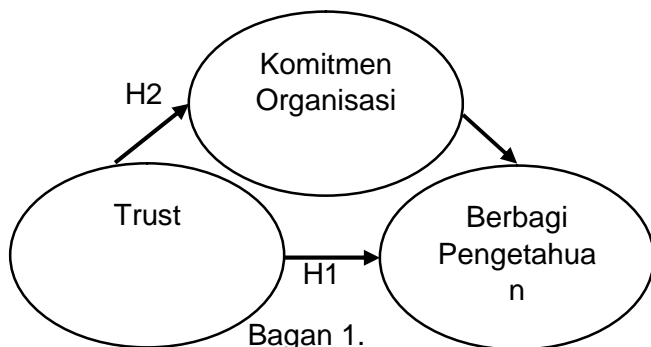 Komitmen
Organisasi
H2
Trust
Berbagi
Pengetahua
n
H1
Bagan 1.